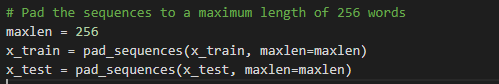 # Pad the sequences to a maximum length of 256 words
maxlen = 256
x_train = pad_sequences(x_train, maxlen=maxlen)
x_test = pad_sequences(x_test, maxlen=maxlen)